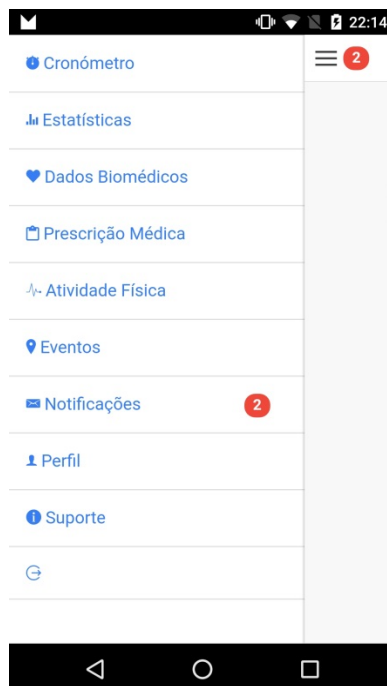 22:14
Cronómetro
2
Estatísticas
Dados Biomédicos
Prescrição Médica
Atividade Física
Eventos
Notificações 2
Perfil
Suporte